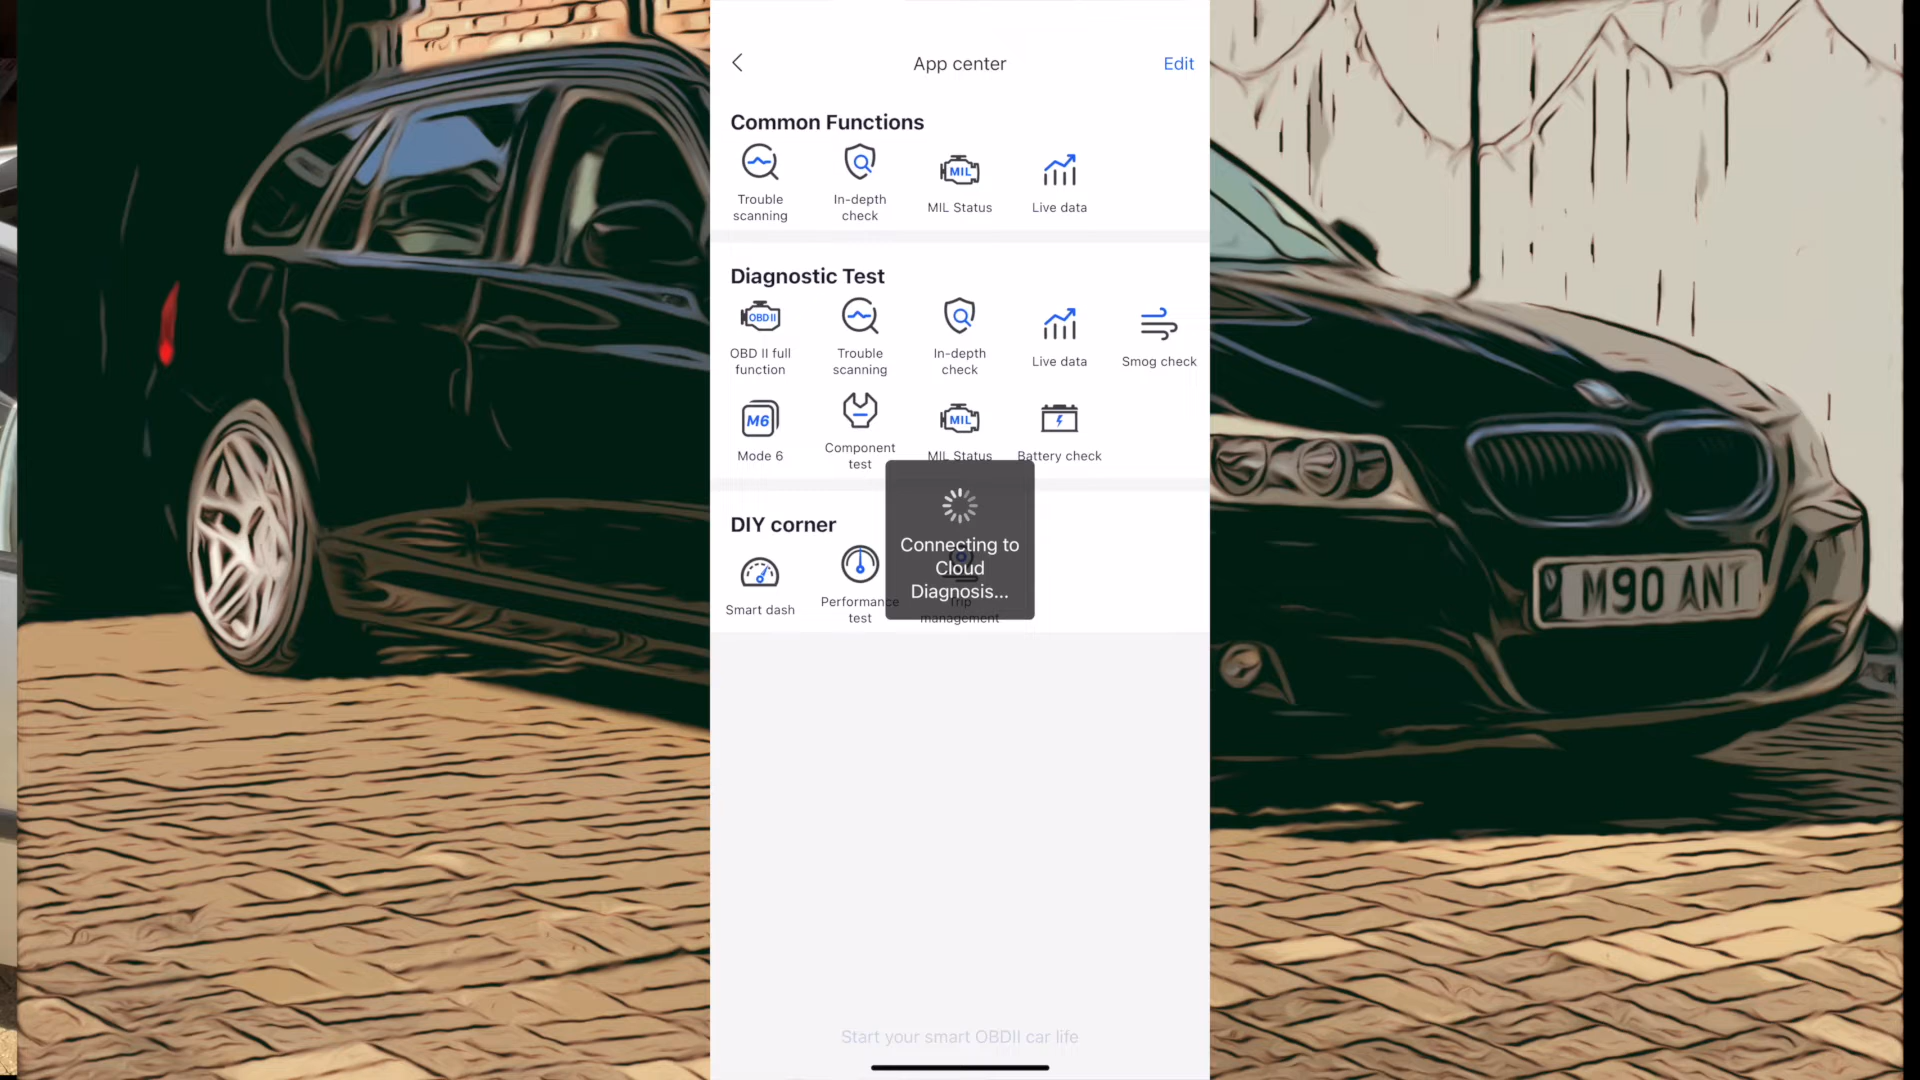 App center
Edit
Common Functions
Trouble
scanning
In-depth
check
MIL
MIL Status
Live data
Diagnostic Test
OBD II
OBD II full
function
Trouble
scanning
In-depth
check
Live data
Smog check
M6
Mode 6
Component
test
MIL
MIL Status
Battery check
DIY corner
Smart dash
Performance
test
Trip
management
Connecting to
Cloud
Diagnosis...
Start your smart OBDII car life
M90 ANT